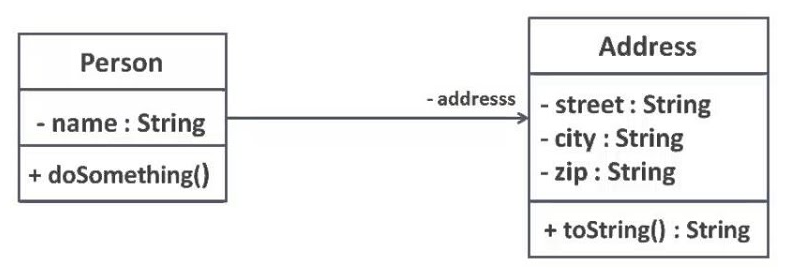 Person
- name : String
+ doSomething()
- addresss
Address
- street : String
- city : String
- zip : String
+ toString() : String